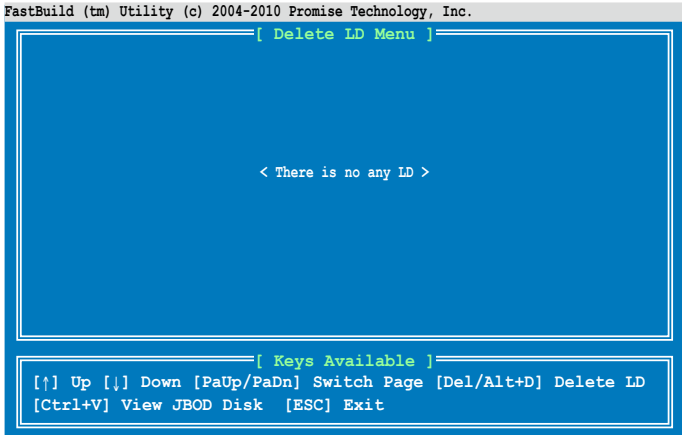 FastBuild (tm) Utility (c) 2004-2010 Promise Technology, Inc.
[ Delete LD Menu ]
< There is no any LD >
[ Keys Available ]
[↑] Up [↓] Down [PaUp/PaDn] Switch Page [Del/Alt+D] Delete LD
[Ctrl+V] View JBOD Disk [ESC] Exit